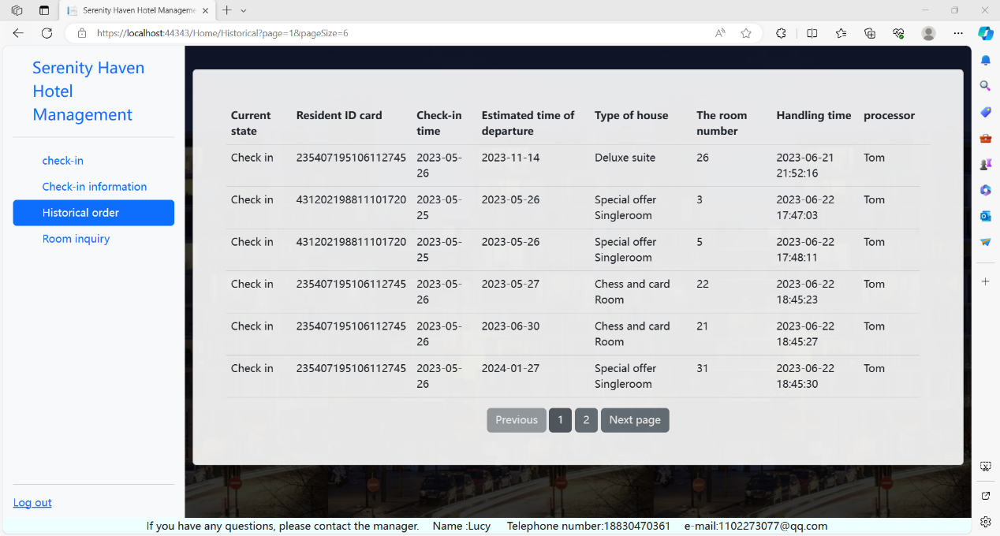 Serenity Haven Hotel Manageme
https://localhost:44343/Home/Historical?page=1&pageSize=6
Serenity Haven
Hotel
Management
check-in
Check-in information
Historical order
Room inquiry
Log out
Current state Resident ID card Check-in time Estimated time of departure Type of house The room number Handling time processor
Check in 235407195106112745 2023-05-26 2023-11-14 Deluxe suite 26 2023-06-21 21:52:16 Tom
Check in 431202198811101720 2023-05-25 2023-05-26 Special offer Singleroom 3 2023-06-22 17:47:03 Tom
Check in 431202198811101720 2023-05-25 2023-05-26 Special offer Singleroom 5 2023-06-22 17:48:11 Tom
Check in 235407195106112745 2023-05-26 2023-05-27 Chess and card Room 22 2023-06-22 18:45:23 Tom
Check in 235407195106112745 2023-05-26 2023-06-30 Chess and card Room 21 2023-06-22 18:45:27 Tom
Check in 235407195106112745 2023-05-26 2024-01-27 Special offer Singleroom 31 2023-06-22 18:45:30 Tom
Previous 1 2 Next page
If you have any questions, please contact the manager. Name :Lucy Telephone number:18830470361 e-mail:1102273077@qq.com